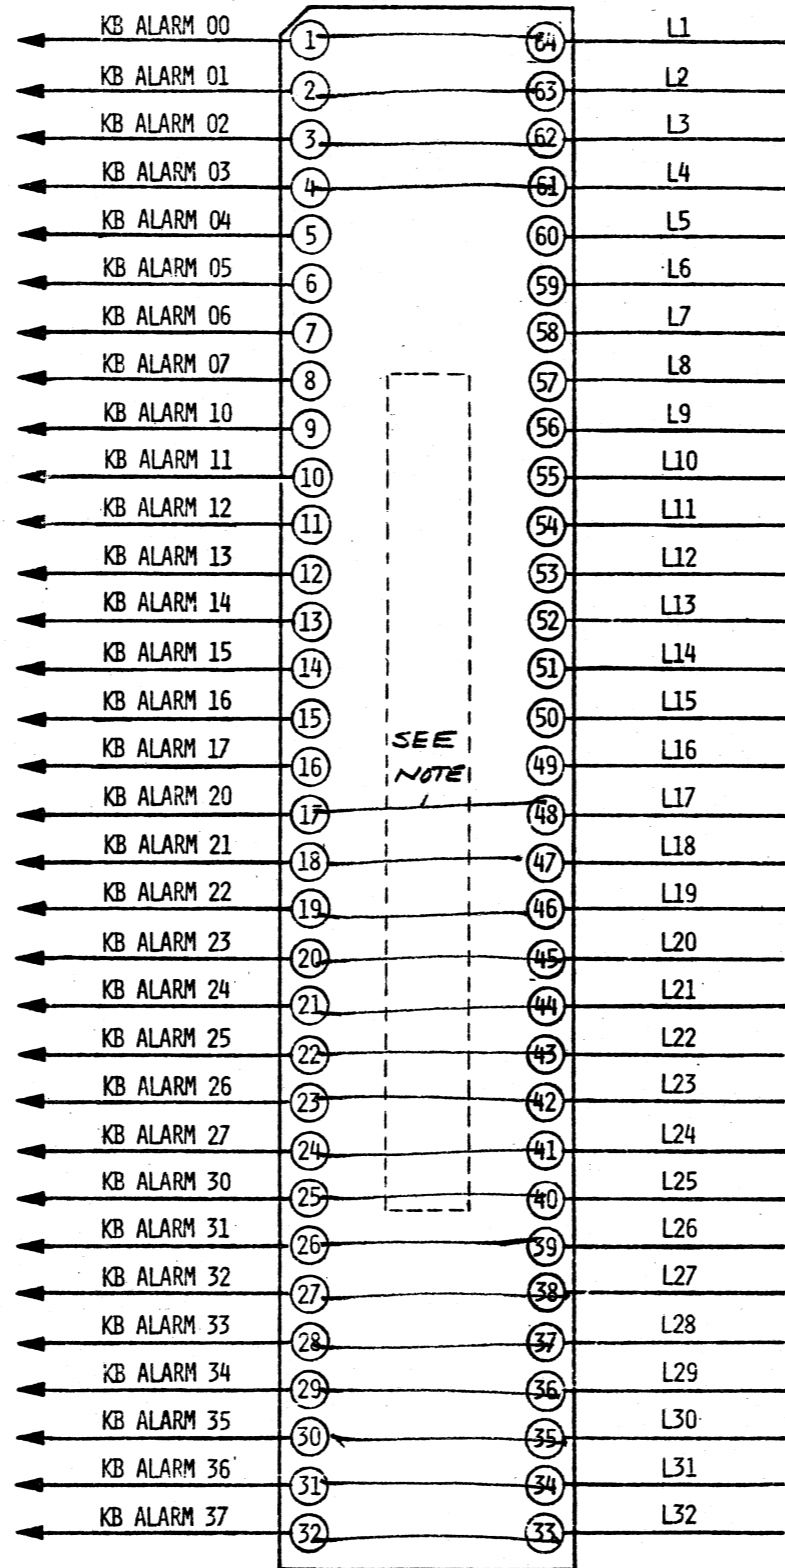 KB ALARM 00 1 64 L1
KB ALARM 01 2 63 L2
KB ALARM 02 3 62 L3
KB ALARM 03 4 61 L4
KB ALARM 04 5 60 L5
KB ALARM 05 6 59 L6
KB ALARM 06 7 58 L7
KB ALARM 07 8 57 L8
KB ALARM 10 9 56 L9
KB ALARM 11 10 55 L10
KB ALARM 12 11 54 L11
KB ALARM 13 12 53 L12
KB ALARM 14 13 52 L13
KB ALARM 15 14 51 L14
KB ALARM 16 15 50 L15
SEE
KB ALARM 17 16 49 L16
NOTE
1
KB ALARM 20 17 48 L17
KB ALARM 21 18 47 L18
KB ALARM 22 19 46 L19
KB ALARM 23 20 45 L20
KB ALARM 24 21 44 L21
KB ALARM 25 22 43 L22
KB ALARM 26 23 42 L23
KB ALARM 27 24 41 L24
KB ALARM 30 25 40 L25
KB ALARM 31 26 39 L26
KB ALARM 32 27 38 L27
KB ALARM 33 28 37 L28
KB ALARM 34 29 36 L29
KB ALARM 35 30 35 L30
KB ALARM 36 31 34 L31
KB ALARM 37 32 33 L32